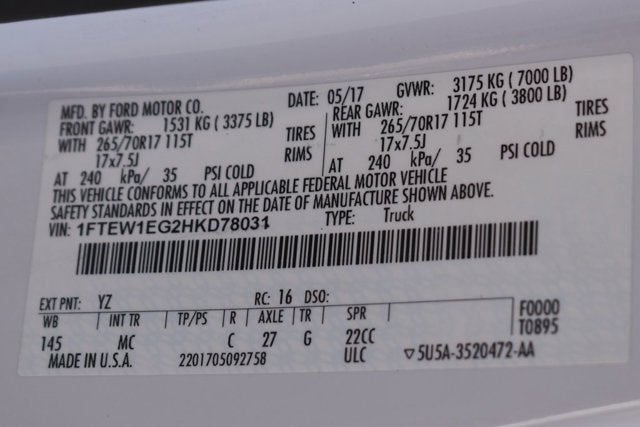 MFD. BY FORD MOTOR CO. DATE: 05/17 GVWR: 3175 KG ( 7000 LB)
FRONT GAWR: 1531 KG ( 3375 LB) REAR GAWR: 1724 KG ( 3800 LB)
WITH 265/70R17 115T TIRES WITH 265/70R17 115T TIRES
17x7.5J RIMS 17x7.5J RIMS
AT 240 kPa/ 35 PSI COLD AT 240 kPa/ 35 PSI COLD
THIS VEHICLE CONFORMS TO ALL APPLICABLE FEDERAL MOTOR VEHICLE
SAFETY STANDARDS IN EFFECT ON THE DATE OF MANUFACTURE SHOWN ABOVE.
VIN: 1FTEW1EG2HKD78031 TYPE: Truck
EXT PNT: YZ RC: 16 DSO:
WB INT TR TP/PS R AXLE TR SPR F0000
145 MC C 27 G 22CC T0895
MADE IN U.S.A. 2201705092758 ULC ▽5U5A-3520472-AA